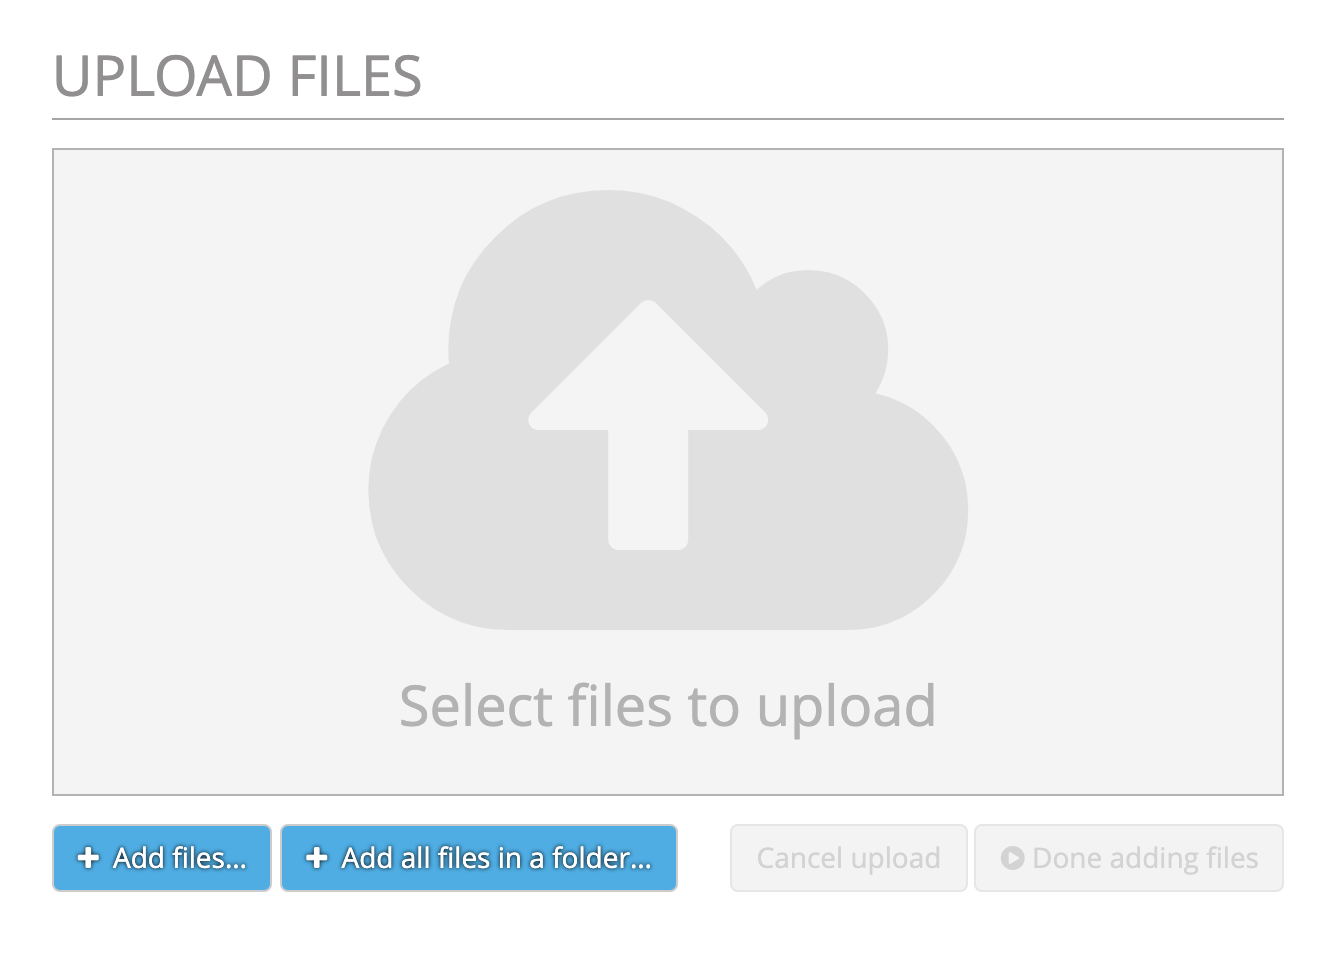 UPLOAD FILES
Select files to upload
Add files...
Add all files in a folder...
Cancel upload
Done adding files